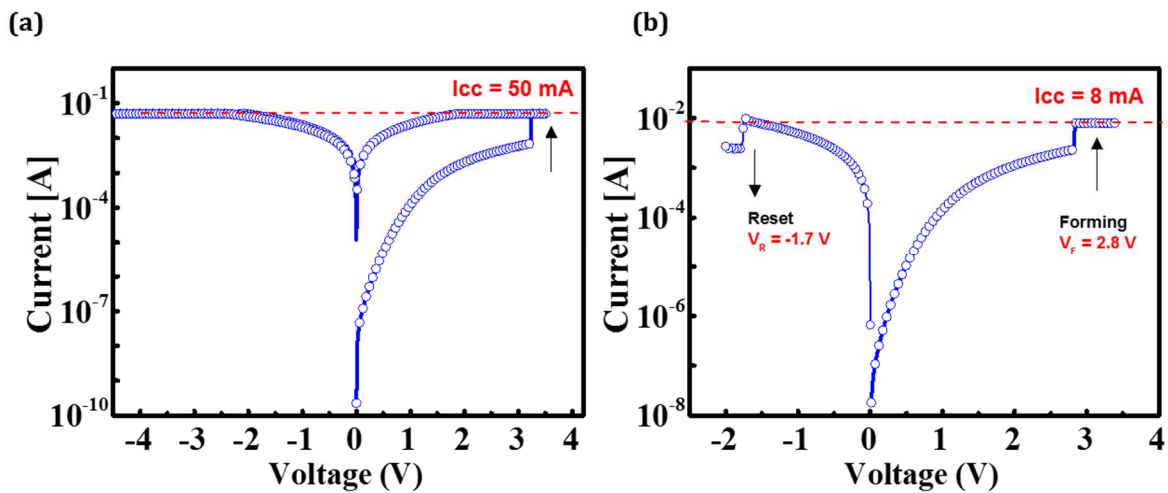 (a)
Icc = 50 mA
Current [A]
10⁻¹
10⁻⁴
10⁻⁷
10⁻¹⁰
-4 -3 -2 -1 0 1 2 3 4
Voltage (V)
(b)
Icc = 8 mA
Current [A]
10⁻²
10⁻⁴
10⁻⁶
10⁻⁸
Reset
V_R = -1.7 V
Forming
V_F = 2.8 V
-2 -1 0 1 2 3 4
Voltage (V)